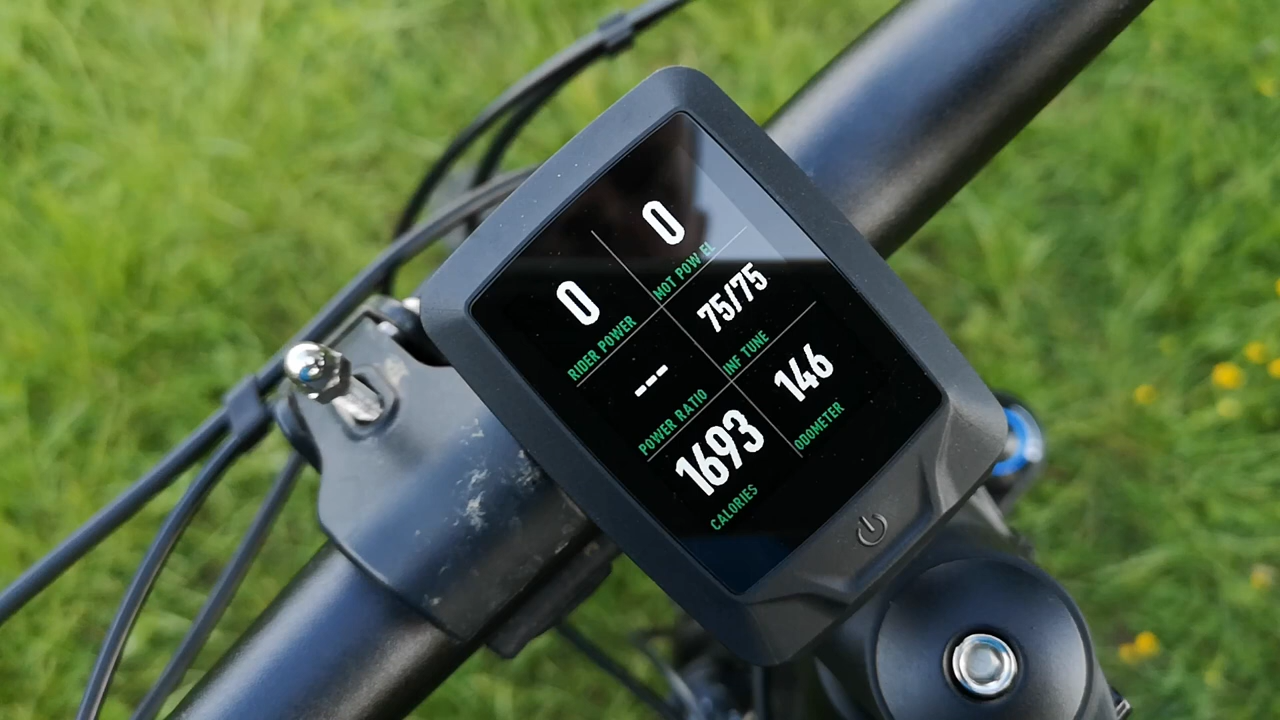 0
RIDER POWER
0
MOT POW EL
---
POWER RATIO
75/75
INF TUNE
1693
CALORIES
146
ODOMETER